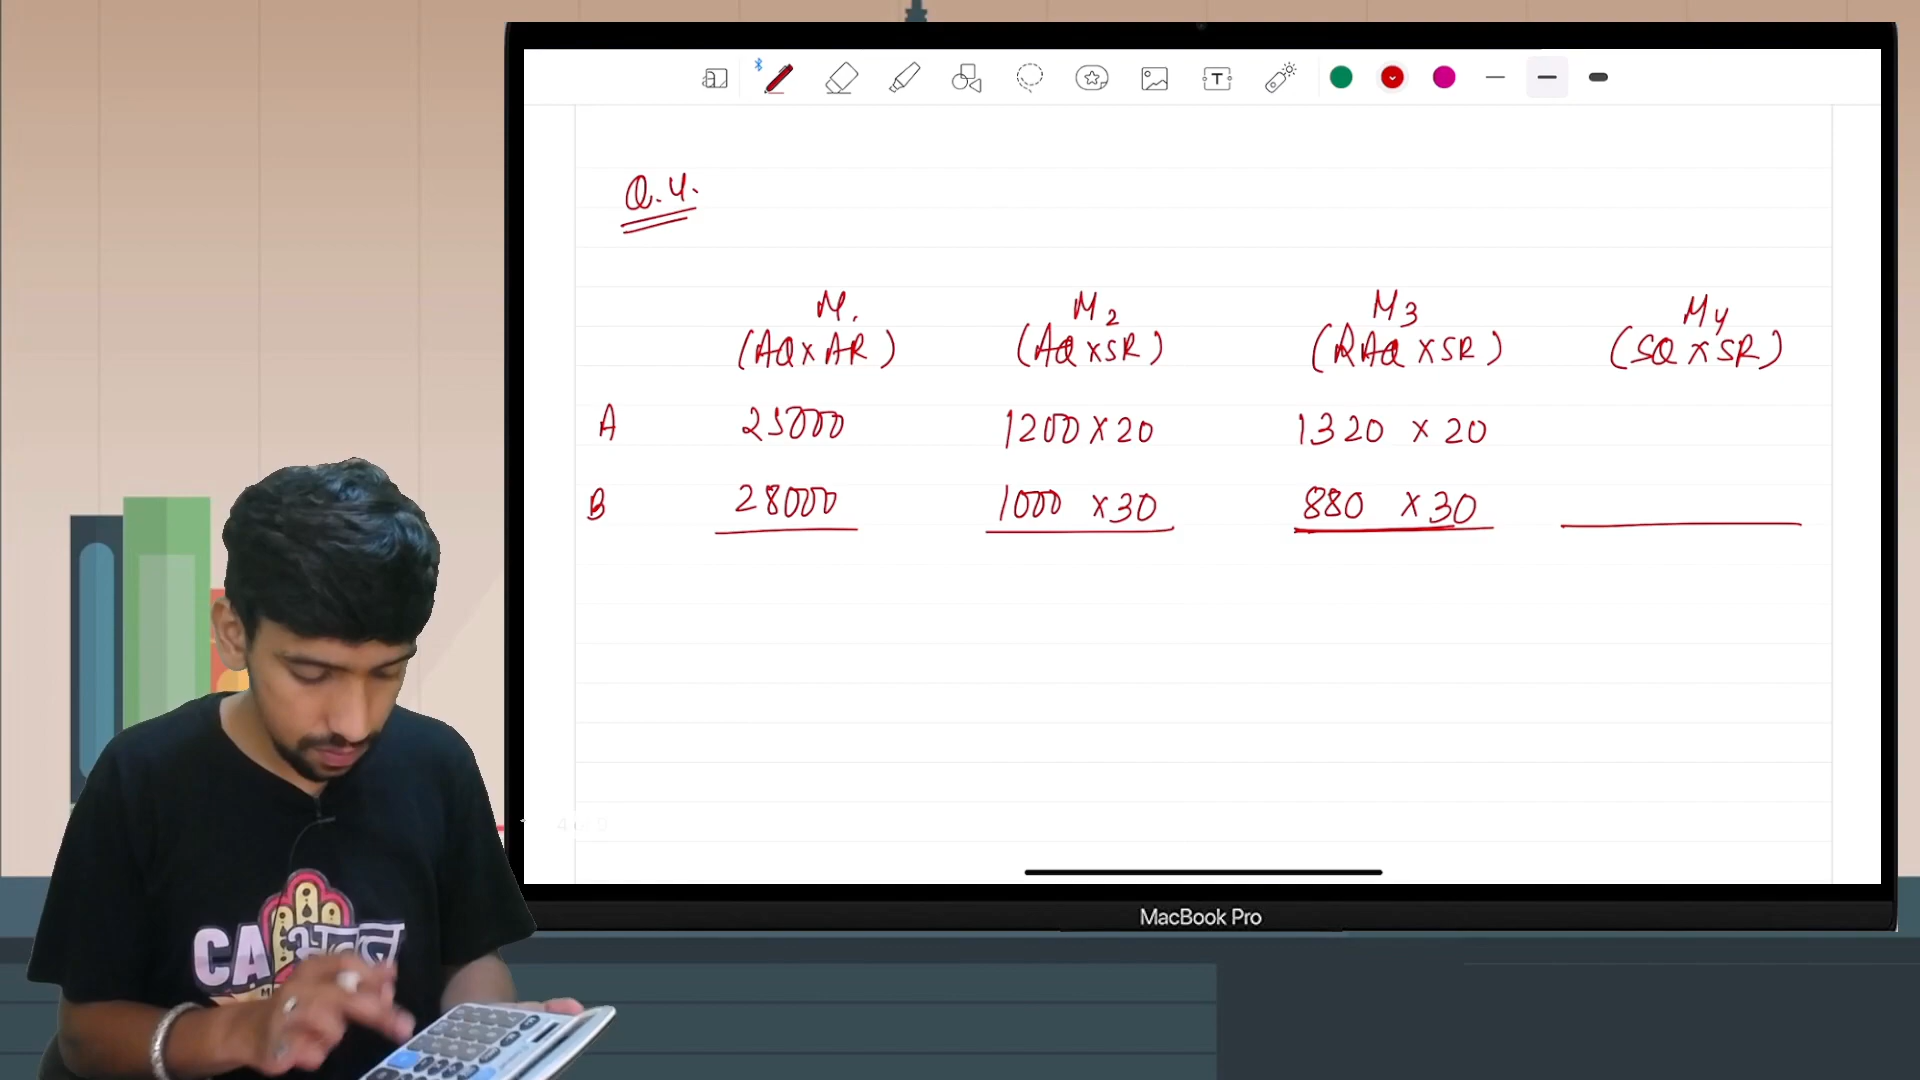 Q.4.
M1 M2 M3 M4
(AQ x AR) (AQ x SR) (RAQ x SR) (SQ x SR)
A 25000 1200 x 20 1320 x 20
B 28000 1000 x 30 880 x 30
MacBook Pro
CA